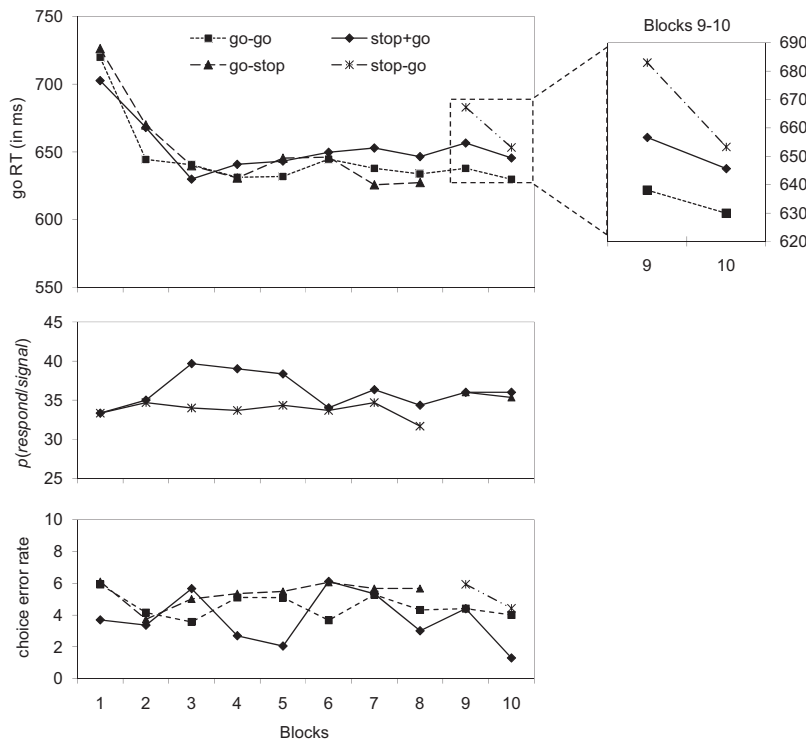 750
700
650
600
550
go RT (in ms)
go-go
stop+go
go-stop
stop-go
Blocks 9-10
690
680
670
660
650
640
630
620
9
10
45
40
35
30
25
p(respond/signal)
10
8
6
4
2
0
choice error rate
1 2 3 4 5 6 7 8 9 10
Blocks